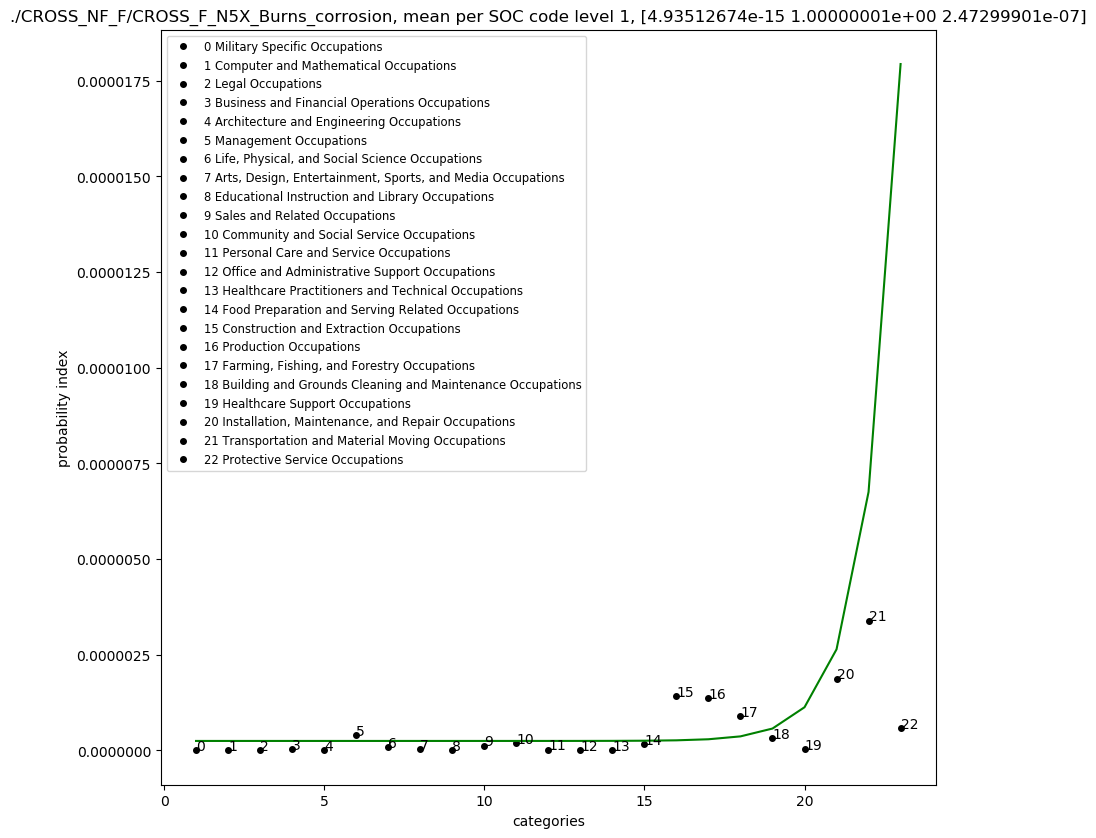 ./CROSS_NF_F/CROSS_F_N5X_Burns_corrosion, mean per SOC code level 1, [4.93512674e-15 1.00000001e+00 2.47299901e-07]
0 Military Specific Occupations
1 Computer and Mathematical Occupations
2 Legal Occupations
3 Business and Financial Operations Occupations
4 Architecture and Engineering Occupations
5 Management Occupations
6 Life, Physical, and Social Science Occupations
7 Arts, Design, Entertainment, Sports, and Media Occupations
8 Educational Instruction and Library Occupations
9 Sales and Related Occupations
10 Community and Social Service Occupations
11 Personal Care and Service Occupations
12 Office and Administrative Support Occupations
13 Healthcare Practitioners and Technical Occupations
14 Food Preparation and Serving Related Occupations
15 Construction and Extraction Occupations
16 Production Occupations
17 Farming, Fishing, and Forestry Occupations
18 Building and Grounds Cleaning and Maintenance Occupations
19 Healthcare Support Occupations
20 Installation, Maintenance, and Repair Occupations
21 Transportation and Material Moving Occupations
22 Protective Service Occupations
probability index
0.0000175
0.0000150
0.0000125
0.0000100
0.0000075
0.0000050
0.0000025
0.0000000
0
1
2
3
4
5
6
7
8
9
10
11
12
13
14
15
16
17
18
19
20
21
22
0
5
10
15
20
categories